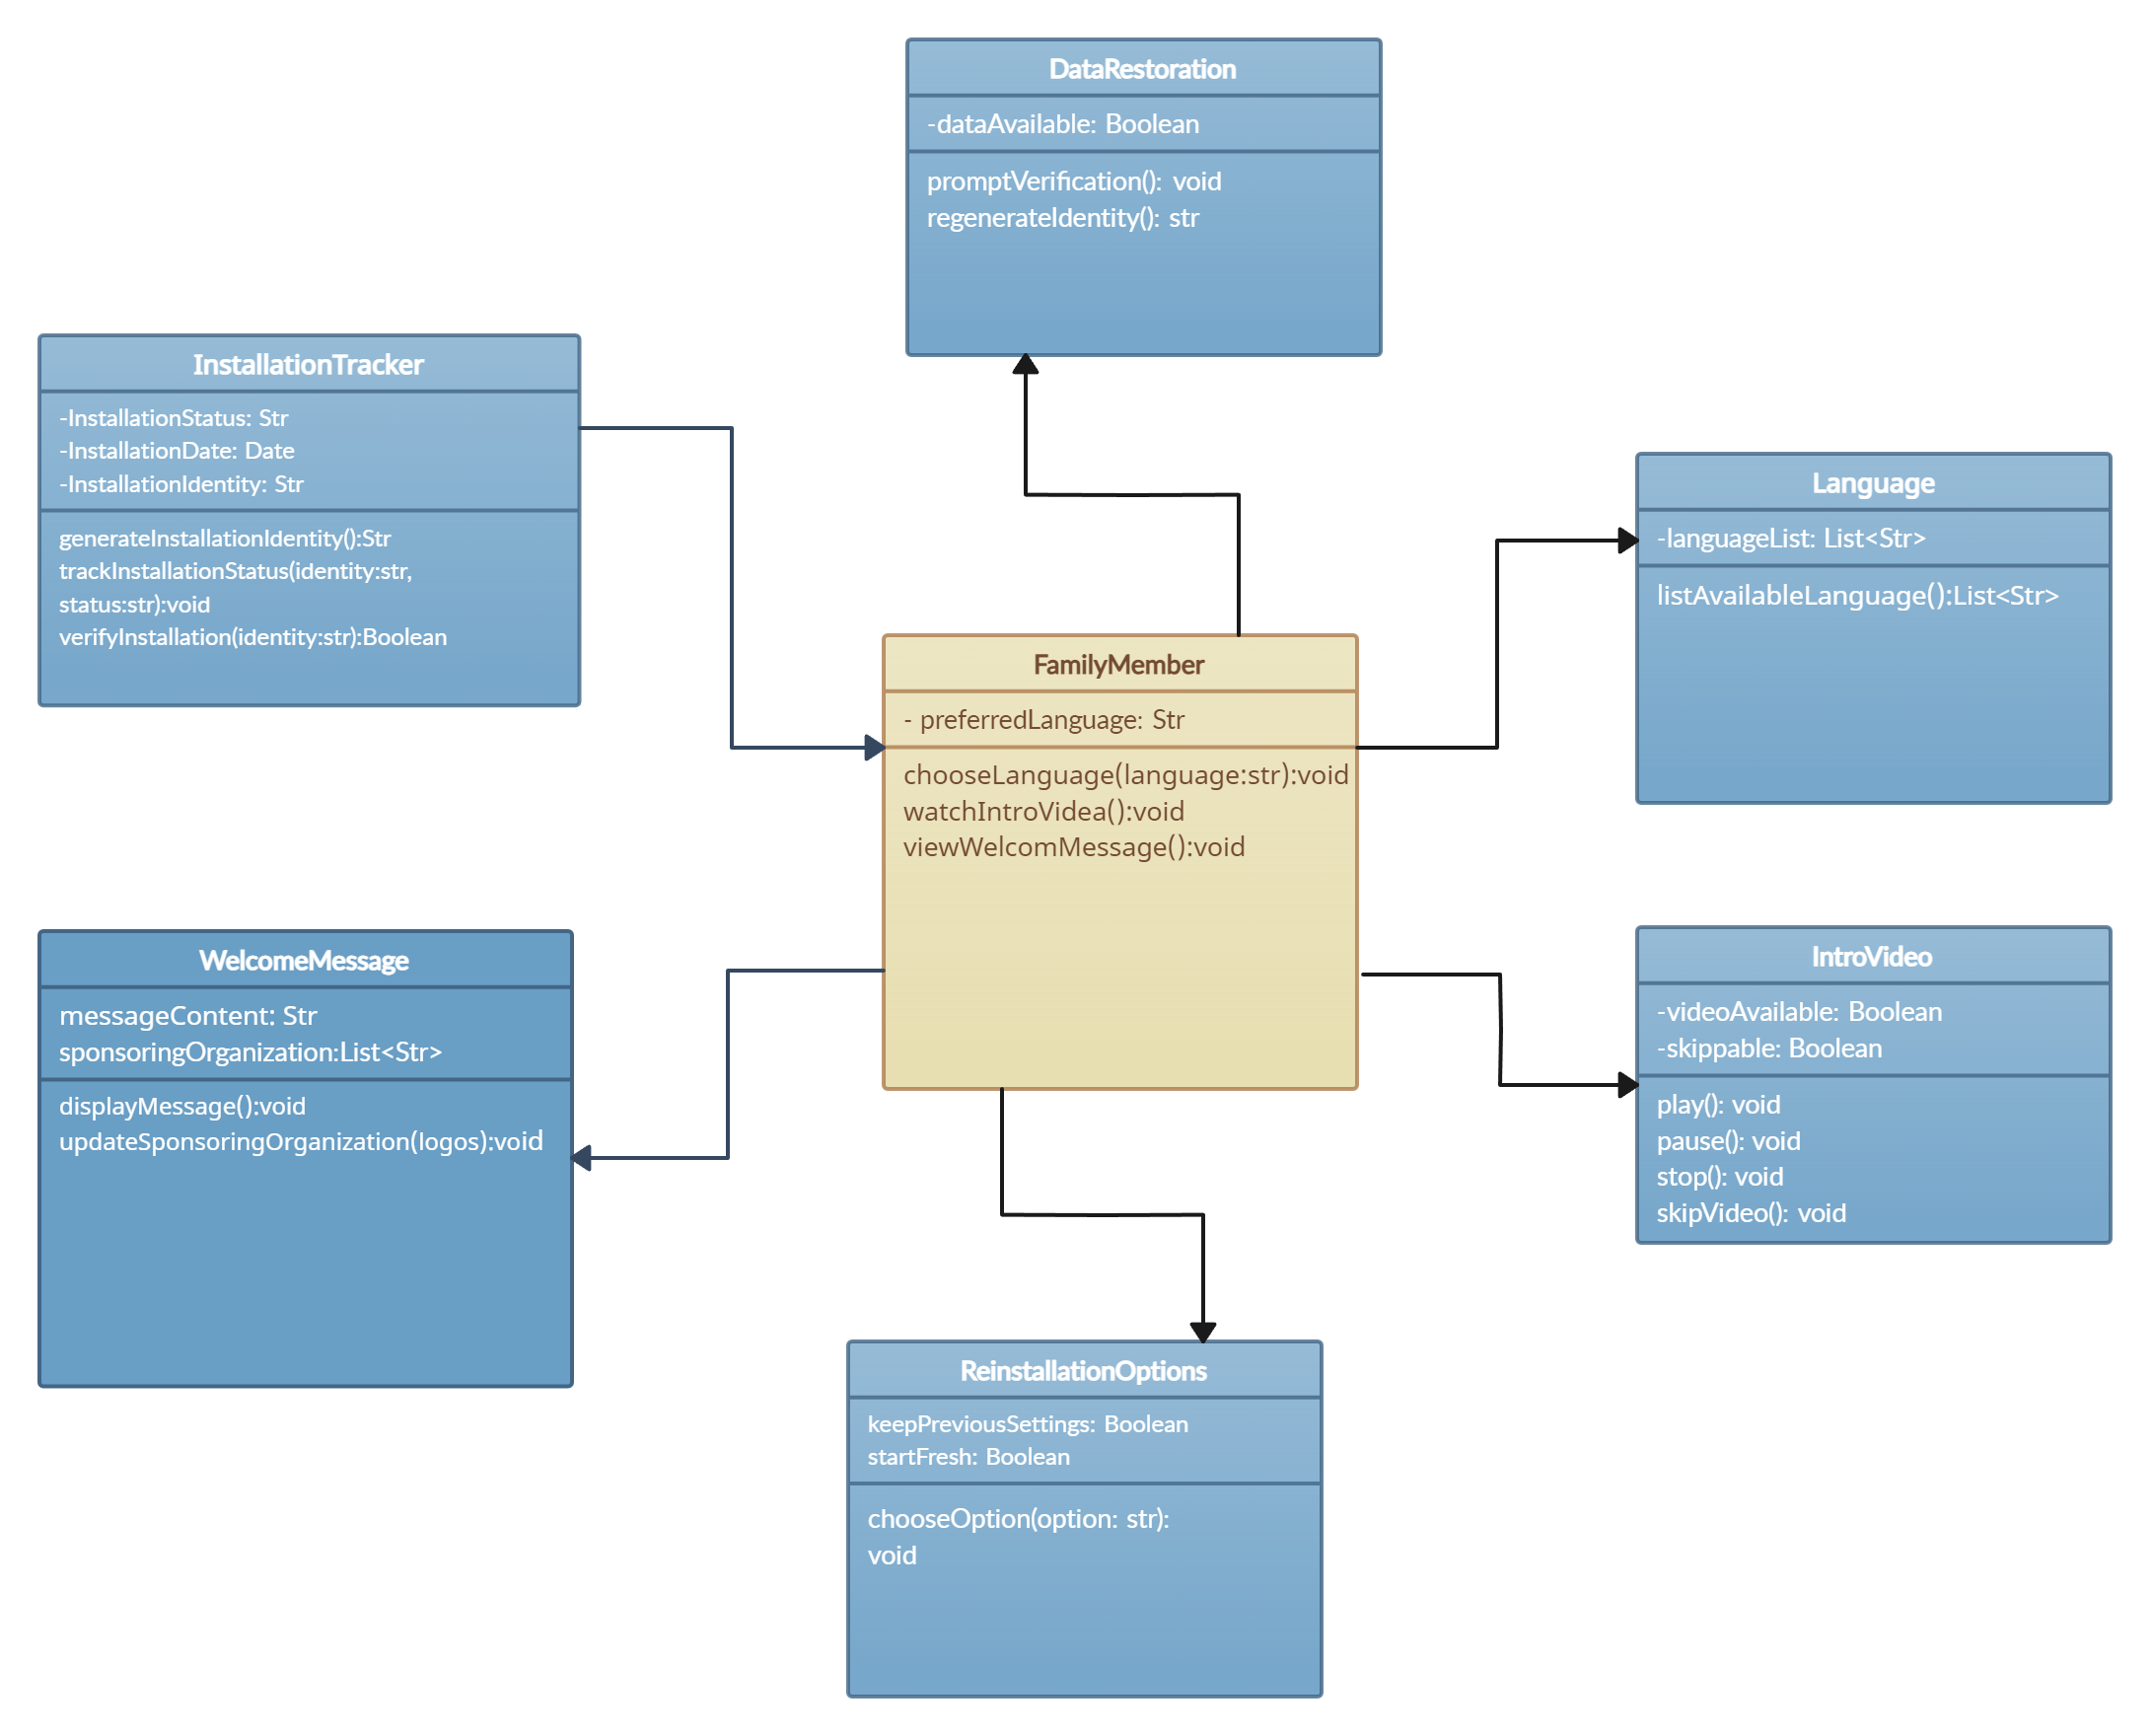 DataRestoration
-dataAvailable: Boolean
promptVerification(): void
regenerateIdentity(): str
InstallationTracker
-InstallationStatus: Str
-InstallationDate: Date
-InstallationIdentity: Str
generateInstallationIdentity():Str
trackInstallationStatus(identity:str,
status:str):void
verifyInstallation(identity:str):Boolean
Language
-languageList: List<Str>
listAvailableLanguage():List<Str>
FamilyMember
- preferredLanguage: Str
chooseLanguage(language:str):void
watchIntroVidea():void
viewWelcomMessage():void
WelcomeMessage
messageContent: Str
sponsoringOrganization:List<Str>
displayMessage():void
updateSponsoringOrganization(logos):void
IntroVideo
-videoAvailable: Boolean
-skippable: Boolean
play(): void
pause(): void
stop(): void
skipVideo(): void
ReinstallationOptions
keepPreviousSettings: Boolean
startFresh: Boolean
chooseOption(option: str):
void